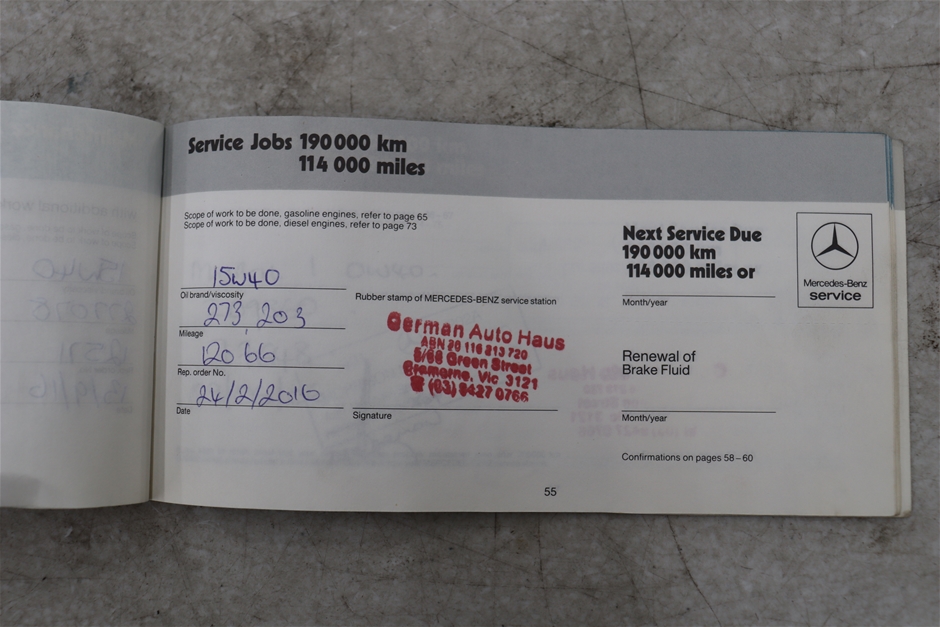 Service Jobs 190 000 km
114 000 miles
Scope of work to be done, gasoline engines, refer to page 65
Scope of work to be done, diesel engines, refer to page 73
15W40
Oil brand/viscosity
273 203
Mileage
12066
Rep. order No.
24/2/2016
Date
Rubber stamp of MERCEDES-BENZ service station
German Auto Haus
ABN 20 116 213 720
5/68 Green Street
Cremorne, Vic 3121
☎ (03) 9427 0766
Signature
Next Service Due
190 000 km
114 000 miles or
Month/year
Renewal of
Brake Fluid
Month/year
Confirmations on pages 58–60
Mercedes-Benz
service
55